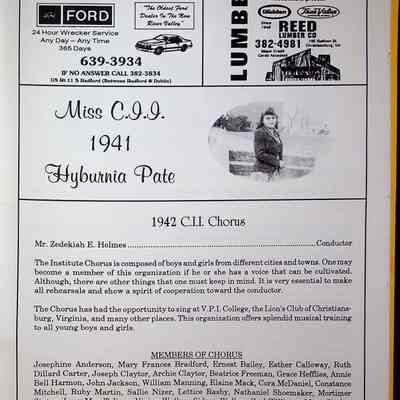 FORD
"The Oldest Ford
Dealer In The New
River Valley"
24 Hour Wrecker Service
Any Day – Any Time
365 Days
639-3934
IF NO ANSWER CALL 382-3834
LUMBER
REED
LUMBER CO
382-4981
Miss C.I.I.
1941
Hyburnia Pate
1942 C.I.I. Chorus
Mr. Zedekiah E. Holmes ............ Conductor
The Institute Chorus is composed of boys and girls from different cities and towns. One may
become a member of this organization if he or she has a voice that can be cultivated.
Although, there are other things that one must keep in mind. It is very essential to make
all rehearsals and show a spirit of cooperation toward the conductor.
The Chorus has had the opportunity to sing at V.P.I. College, the Lion's Club of Christians-
burg, Virginia, and many other places. This organization offers splendid musical training
to all young boys and girls.
MEMBERS OF CHORUS
Josephine Anderson, Mary Frances Bradford, Ernest Bailey, Esther Calloway, Ruth
Dillard Carter, Joseph Claytor, Archie Claytor, Beatrice Freeman, Grace Hefflies, Annie
Bell Harmon, John Jackson, William Manning, Elaine Mack, Cora McDaniel, Constance
Mitchell, Ruby Martin, Sallie Nizer, Lettice Rasby, Nathaniel Shoemaker, Mortimer